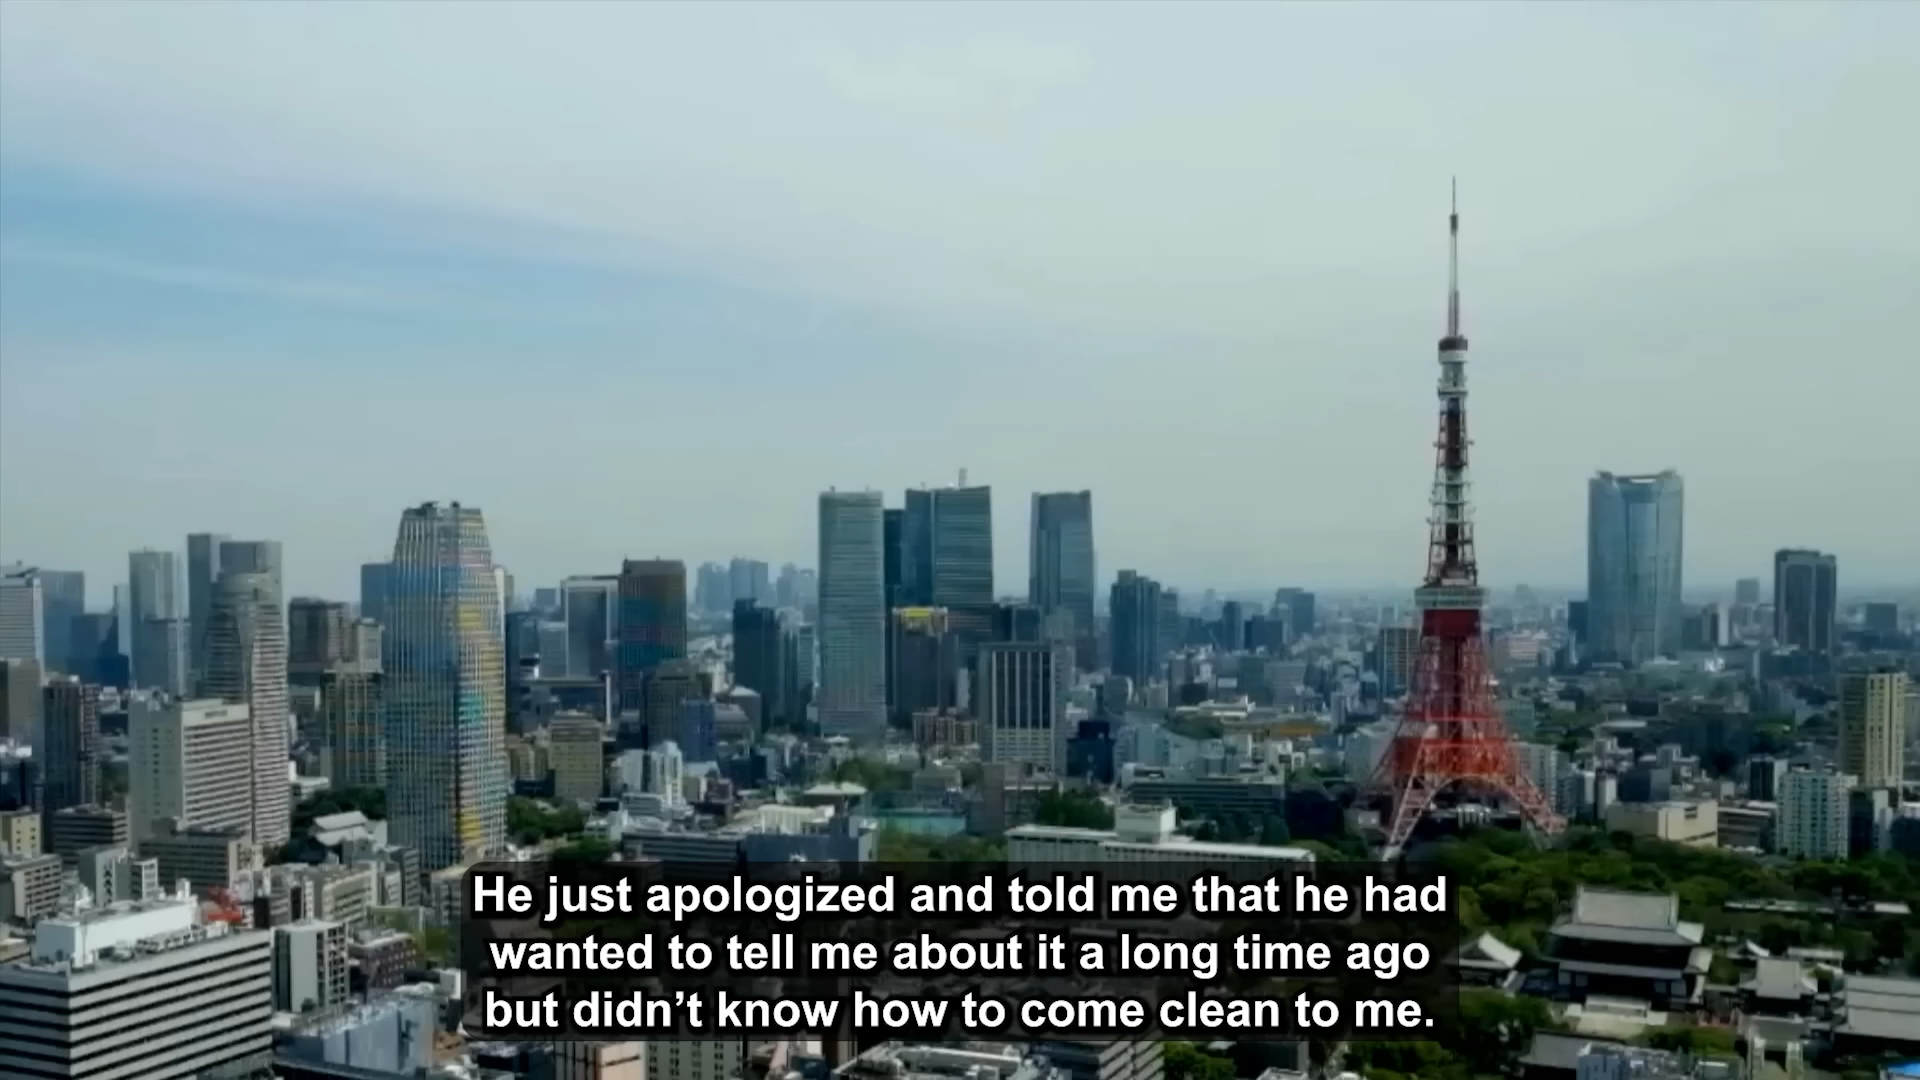 He just apologized and told me that he had
wanted to tell me about it a long time ago
but didn’t know how to come clean to me.